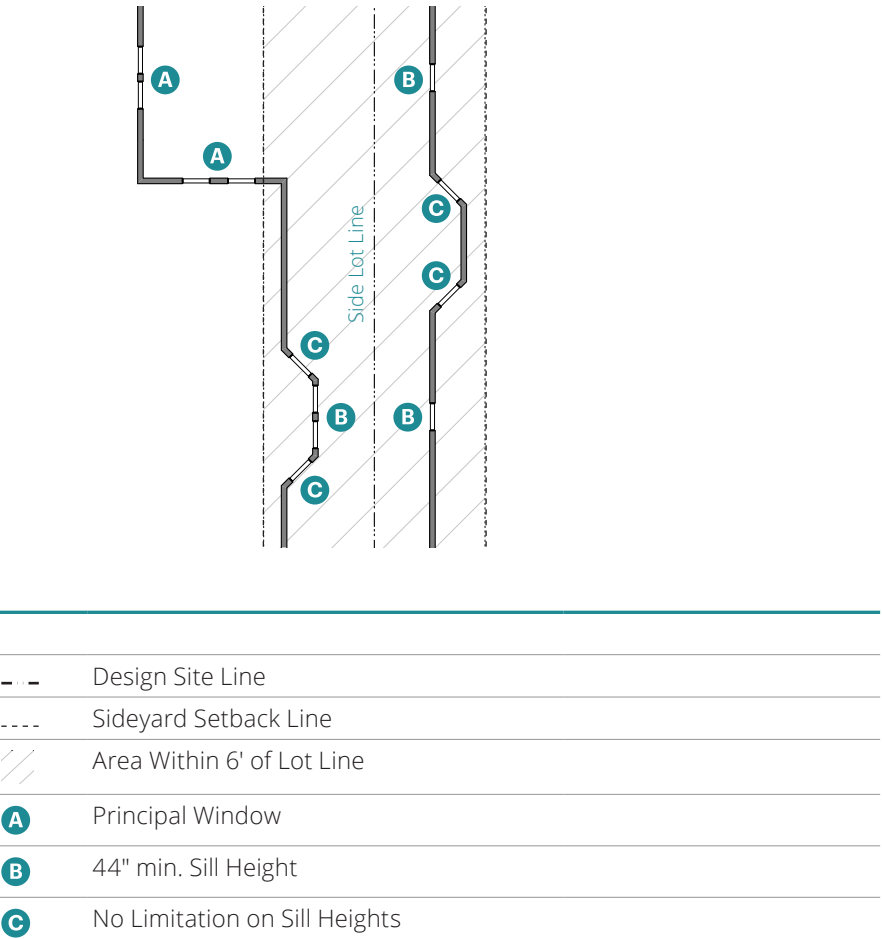 A
B
A
C
Side Lot Line
C
C
B
B
C
Design Site Line
Sideyard Setback Line
Area Within 6' of Lot Line
A Principal Window
B 44" min. Sill Height
C No Limitation on Sill Heights